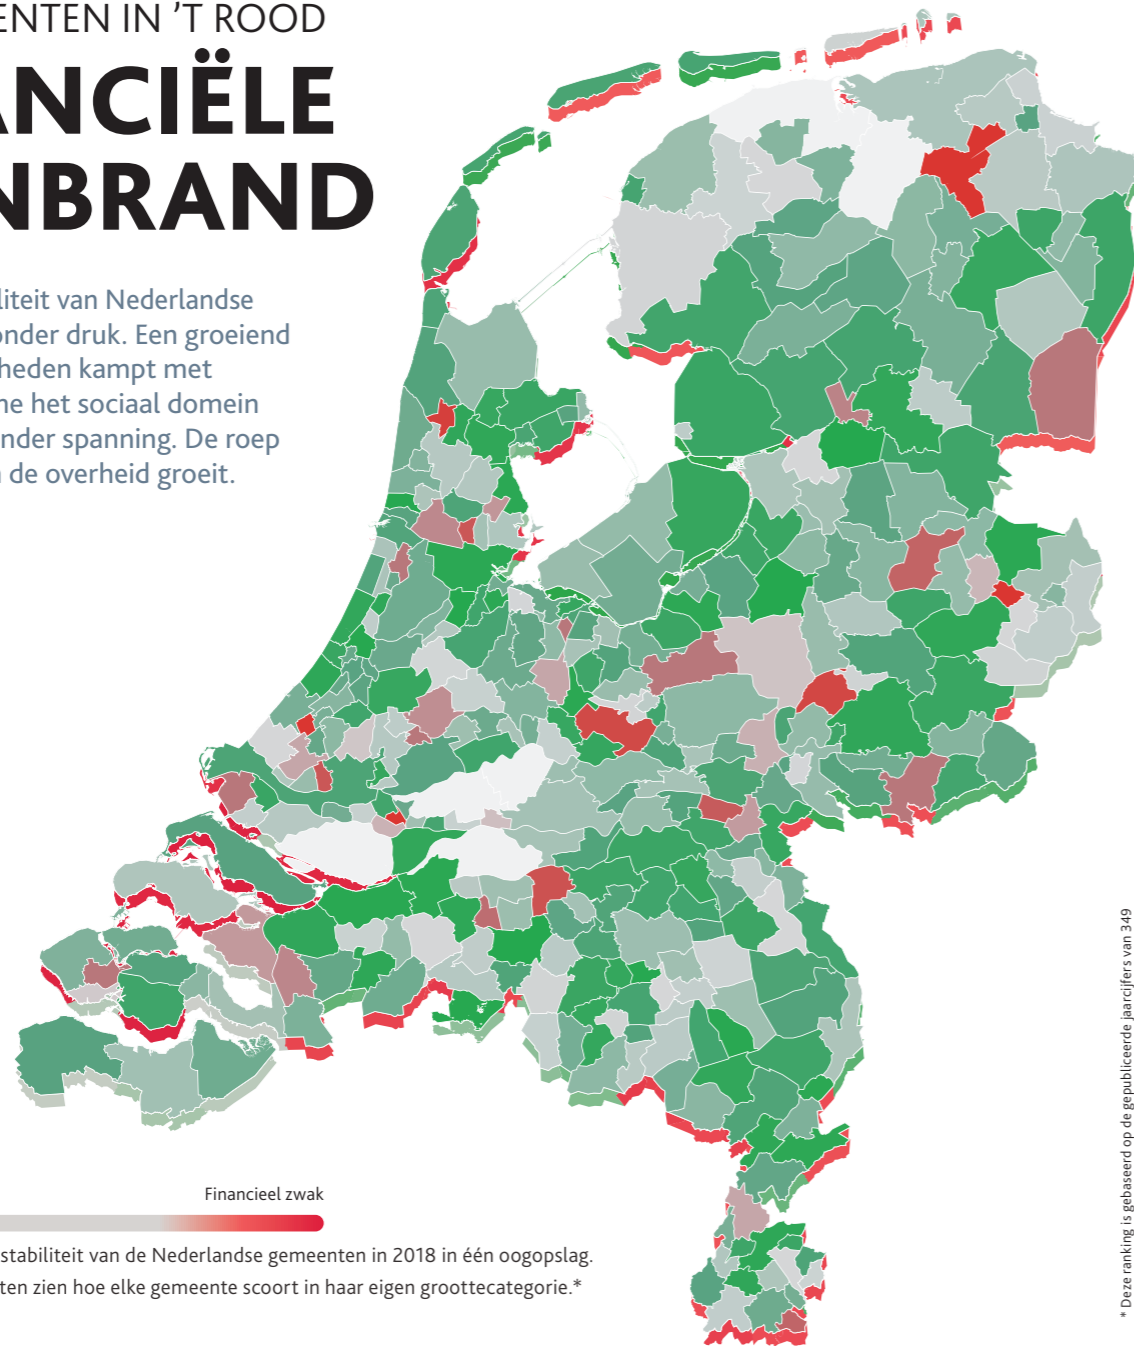 ENTEN IN ’T ROOD
ANCIËLE
NBRAND
liteit van Nederlandse
onder druk. Een groeiend
heden kampt met
ne het sociaal domein
nder spanning. De roep
n de overheid groeit.
Financieel zwak
stabiliteit van de Nederlandse gemeenten in 2018 in één oogopslag.
ten zien hoe elke gemeente scoort in haar eigen groottecategorie.*
* Deze ranking is gebaseerd op de gepubliceerde jaarcijfers van 349